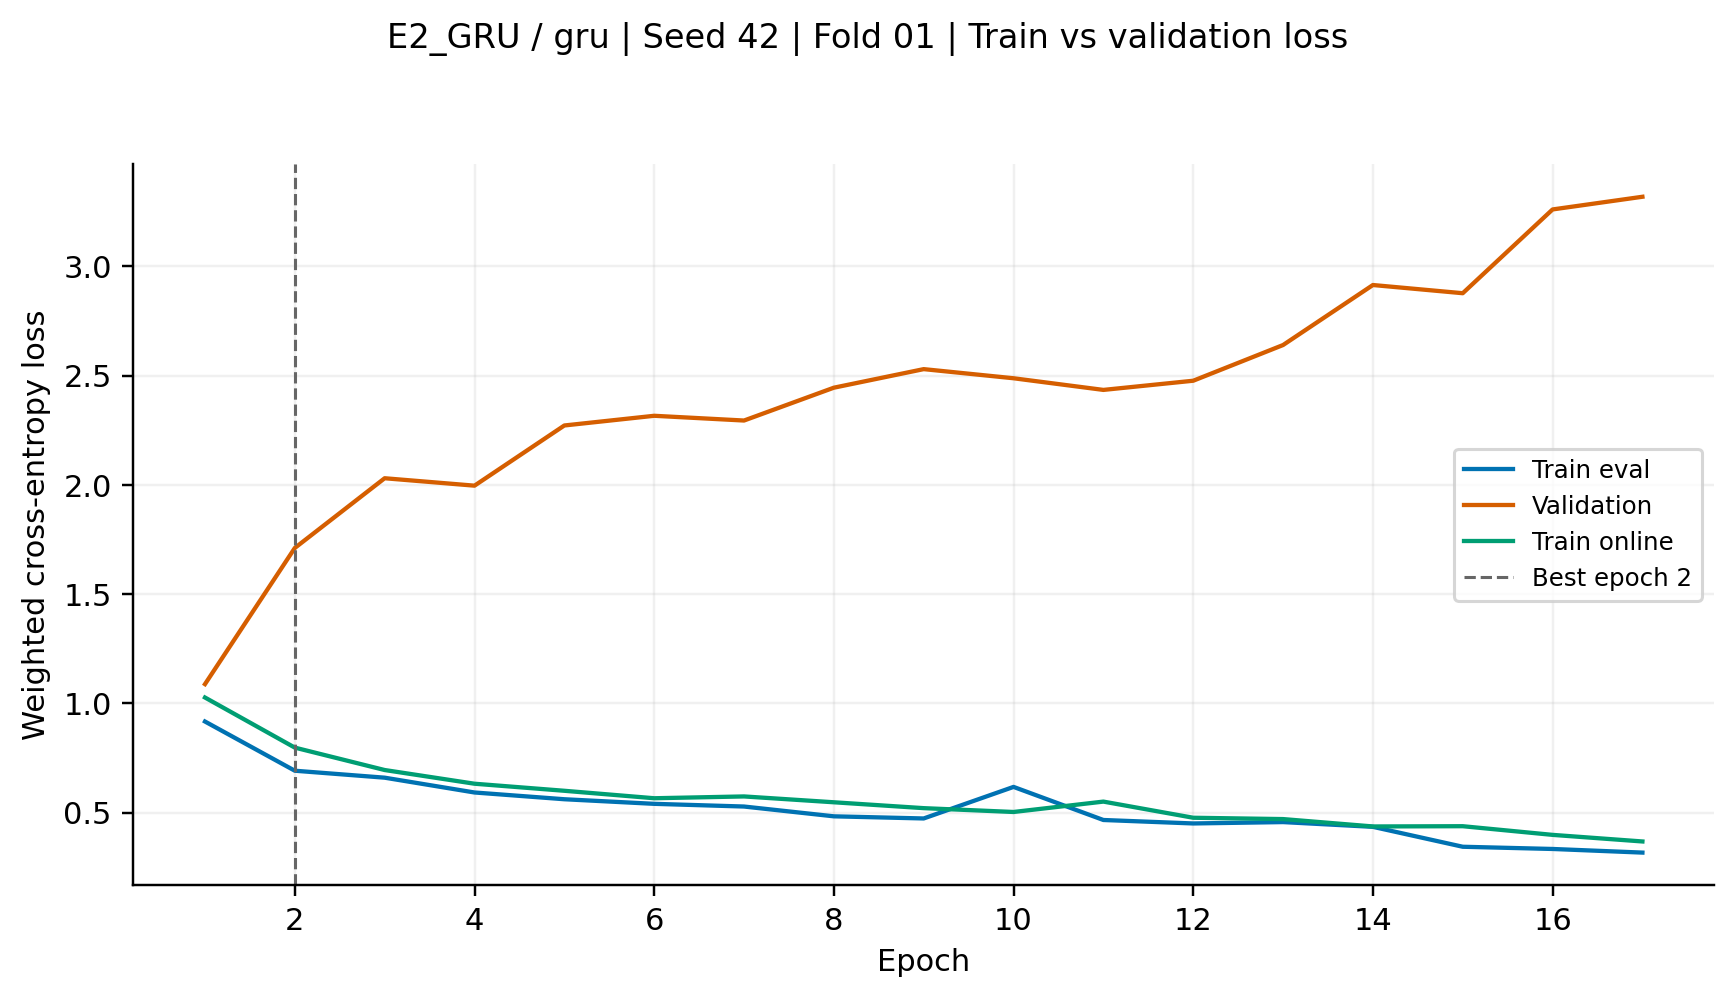 E2_GRU / gru | Seed 42 | Fold 01 | Train vs validation loss
Weighted cross-entropy loss
3.0
2.5
2.0
1.5
1.0
0.5
Train eval
Validation
Train online
Best epoch 2
2 4 6 8 10 12 14 16
Epoch